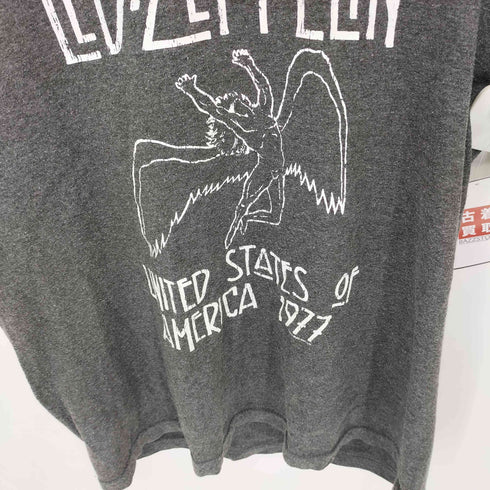 LED ZEPPELIN
UNITED STATES OF
AMERICA 1977
古着
買取